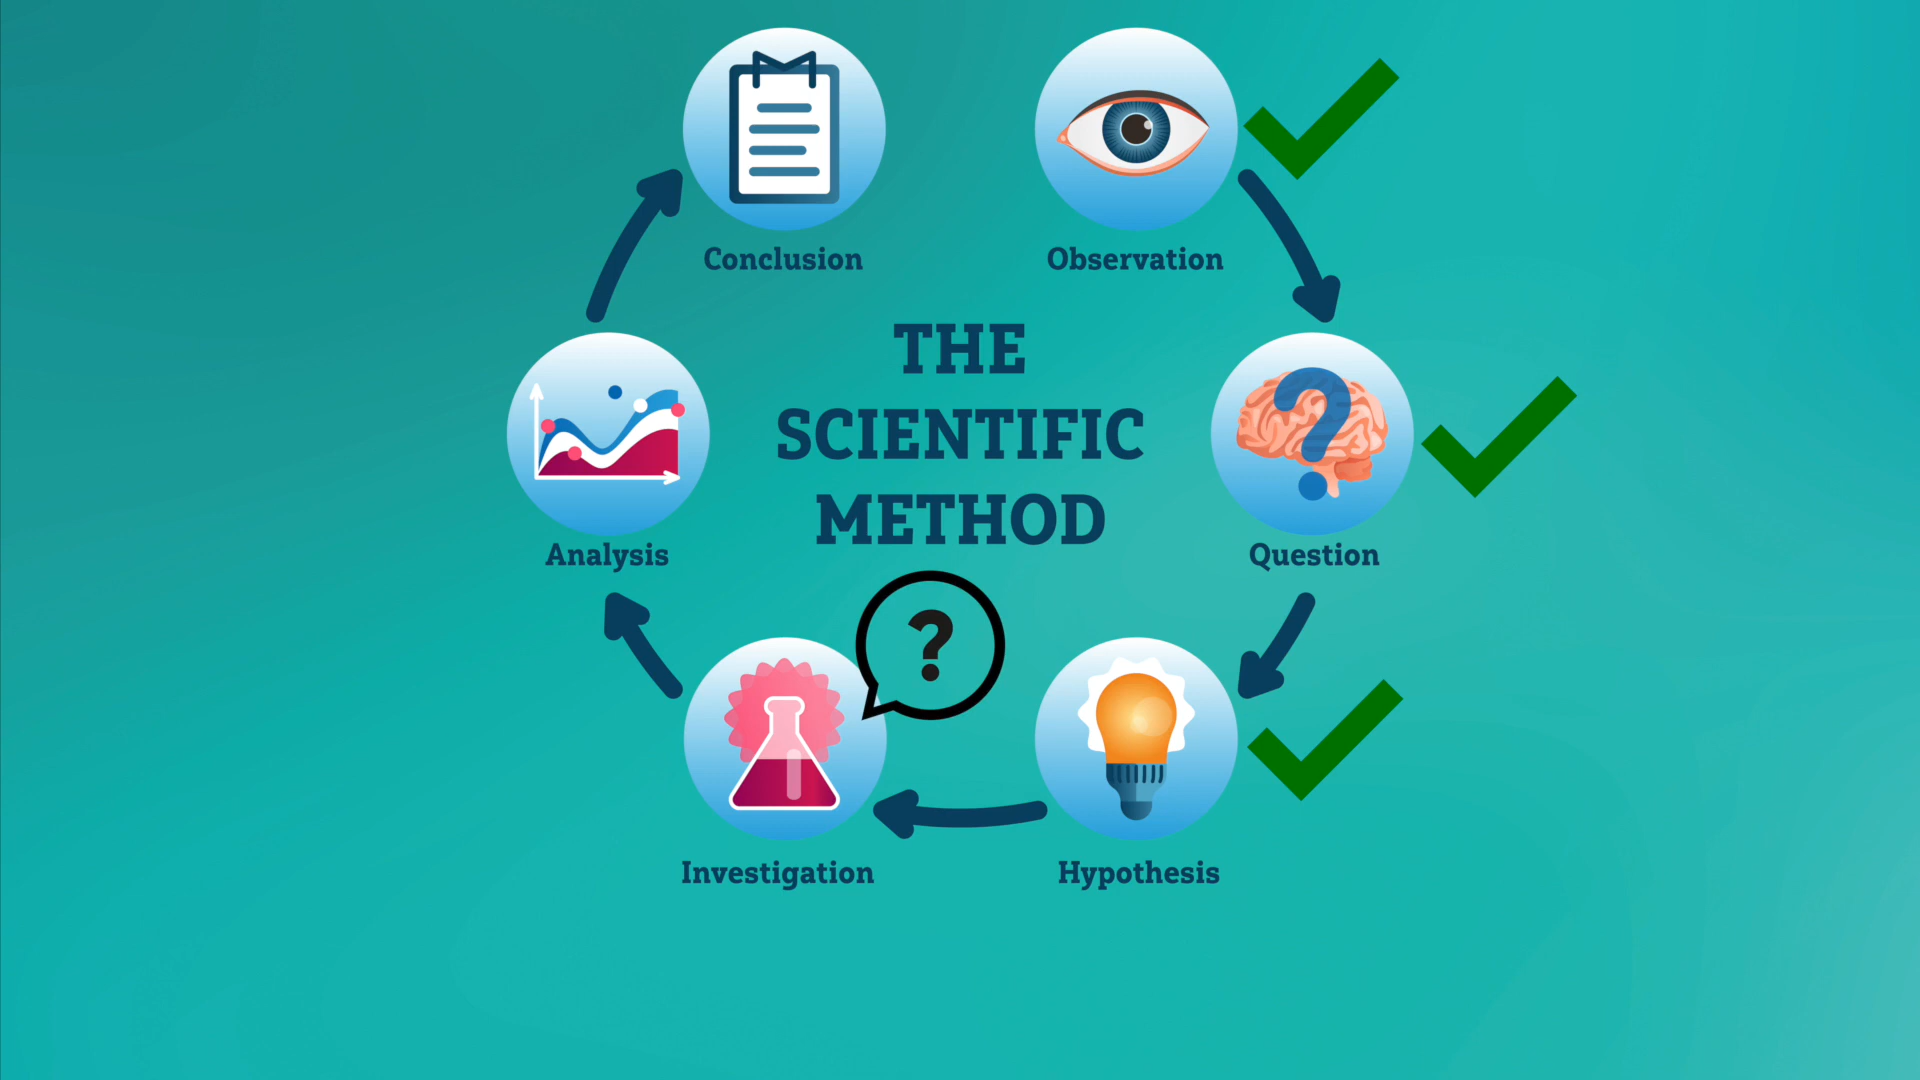 Conclusion
Observation
THE
SCIENTIFIC
METHOD
Analysis
Question
?
?
Investigation
Hypothesis